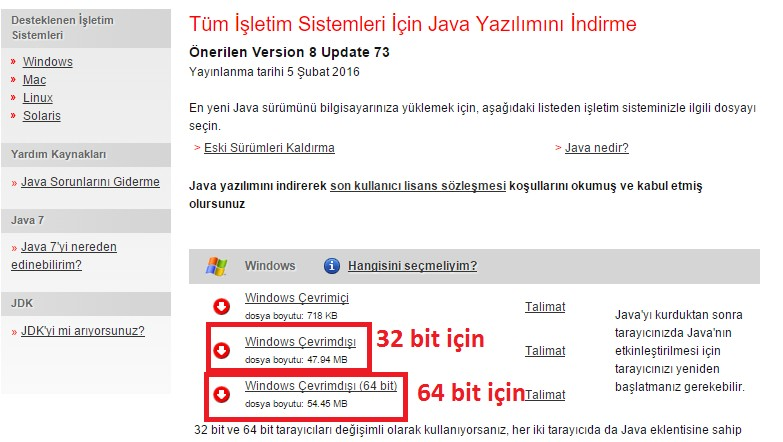 Desteklenen İşletim
Sistemleri
» Windows
» Mac
» Linux
» Solaris
Yardım Kaynakları
» Java Sorunlarını Giderme
Java 7
» Java 7'yi nereden
edinebilirim?
JDK
» JDK'yi mi arıyorsunuz?
Tüm İşletim Sistemleri İçin Java Yazılımını İndirme
Önerilen Version 8 Update 73
Yayınlanma tarihi 5 Şubat 2016
En yeni Java sürümünü bilgisayarınıza yüklemek için, aşağıdaki listeden işletim sisteminizle ilgili dosyayı
seçin.
> Eski Sürümleri Kaldırma > Java nedir?
Java yazılımını indirerek son kullanıcı lisans sözleşmesi koşullarını okumuş ve kabul etmiş
olursunuz
Windows i Hangisini seçmeliyim?
Windows Çevrimiçi Talimat
dosya boyutu: 718 KB
Windows Çevrimdışı 32 bit için Talimat
dosya boyutu: 47.94 MB
Windows Çevrimdışı (64 bit) 64 bit için Talimat
dosya boyutu: 54.45 MB
Java'yı kurduktan sonra
tarayıcınızda Java'nın
etkinleştirilmesi için
tarayıcınızı yeniden
başlatmanız gerekebilir.
32 bit ve 64 bit tarayıcıları değişimli olarak kullanıyorsanız, her iki tarayıcıda da Java eklentisine sahip